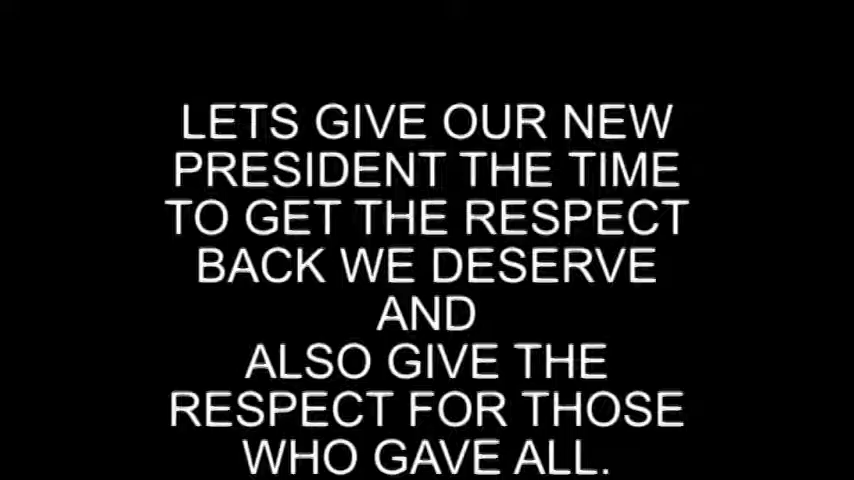 LETS GIVE OUR NEW
PRESIDENT THE TIME
TO GET THE RESPECT
BACK WE DESERVE
AND
ALSO GIVE THE
RESPECT FOR THOSE
WHO GAVE ALL.